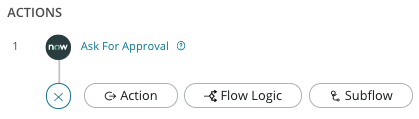 ACTIONS
1 now Ask For Approval
Action Flow Logic Subflow